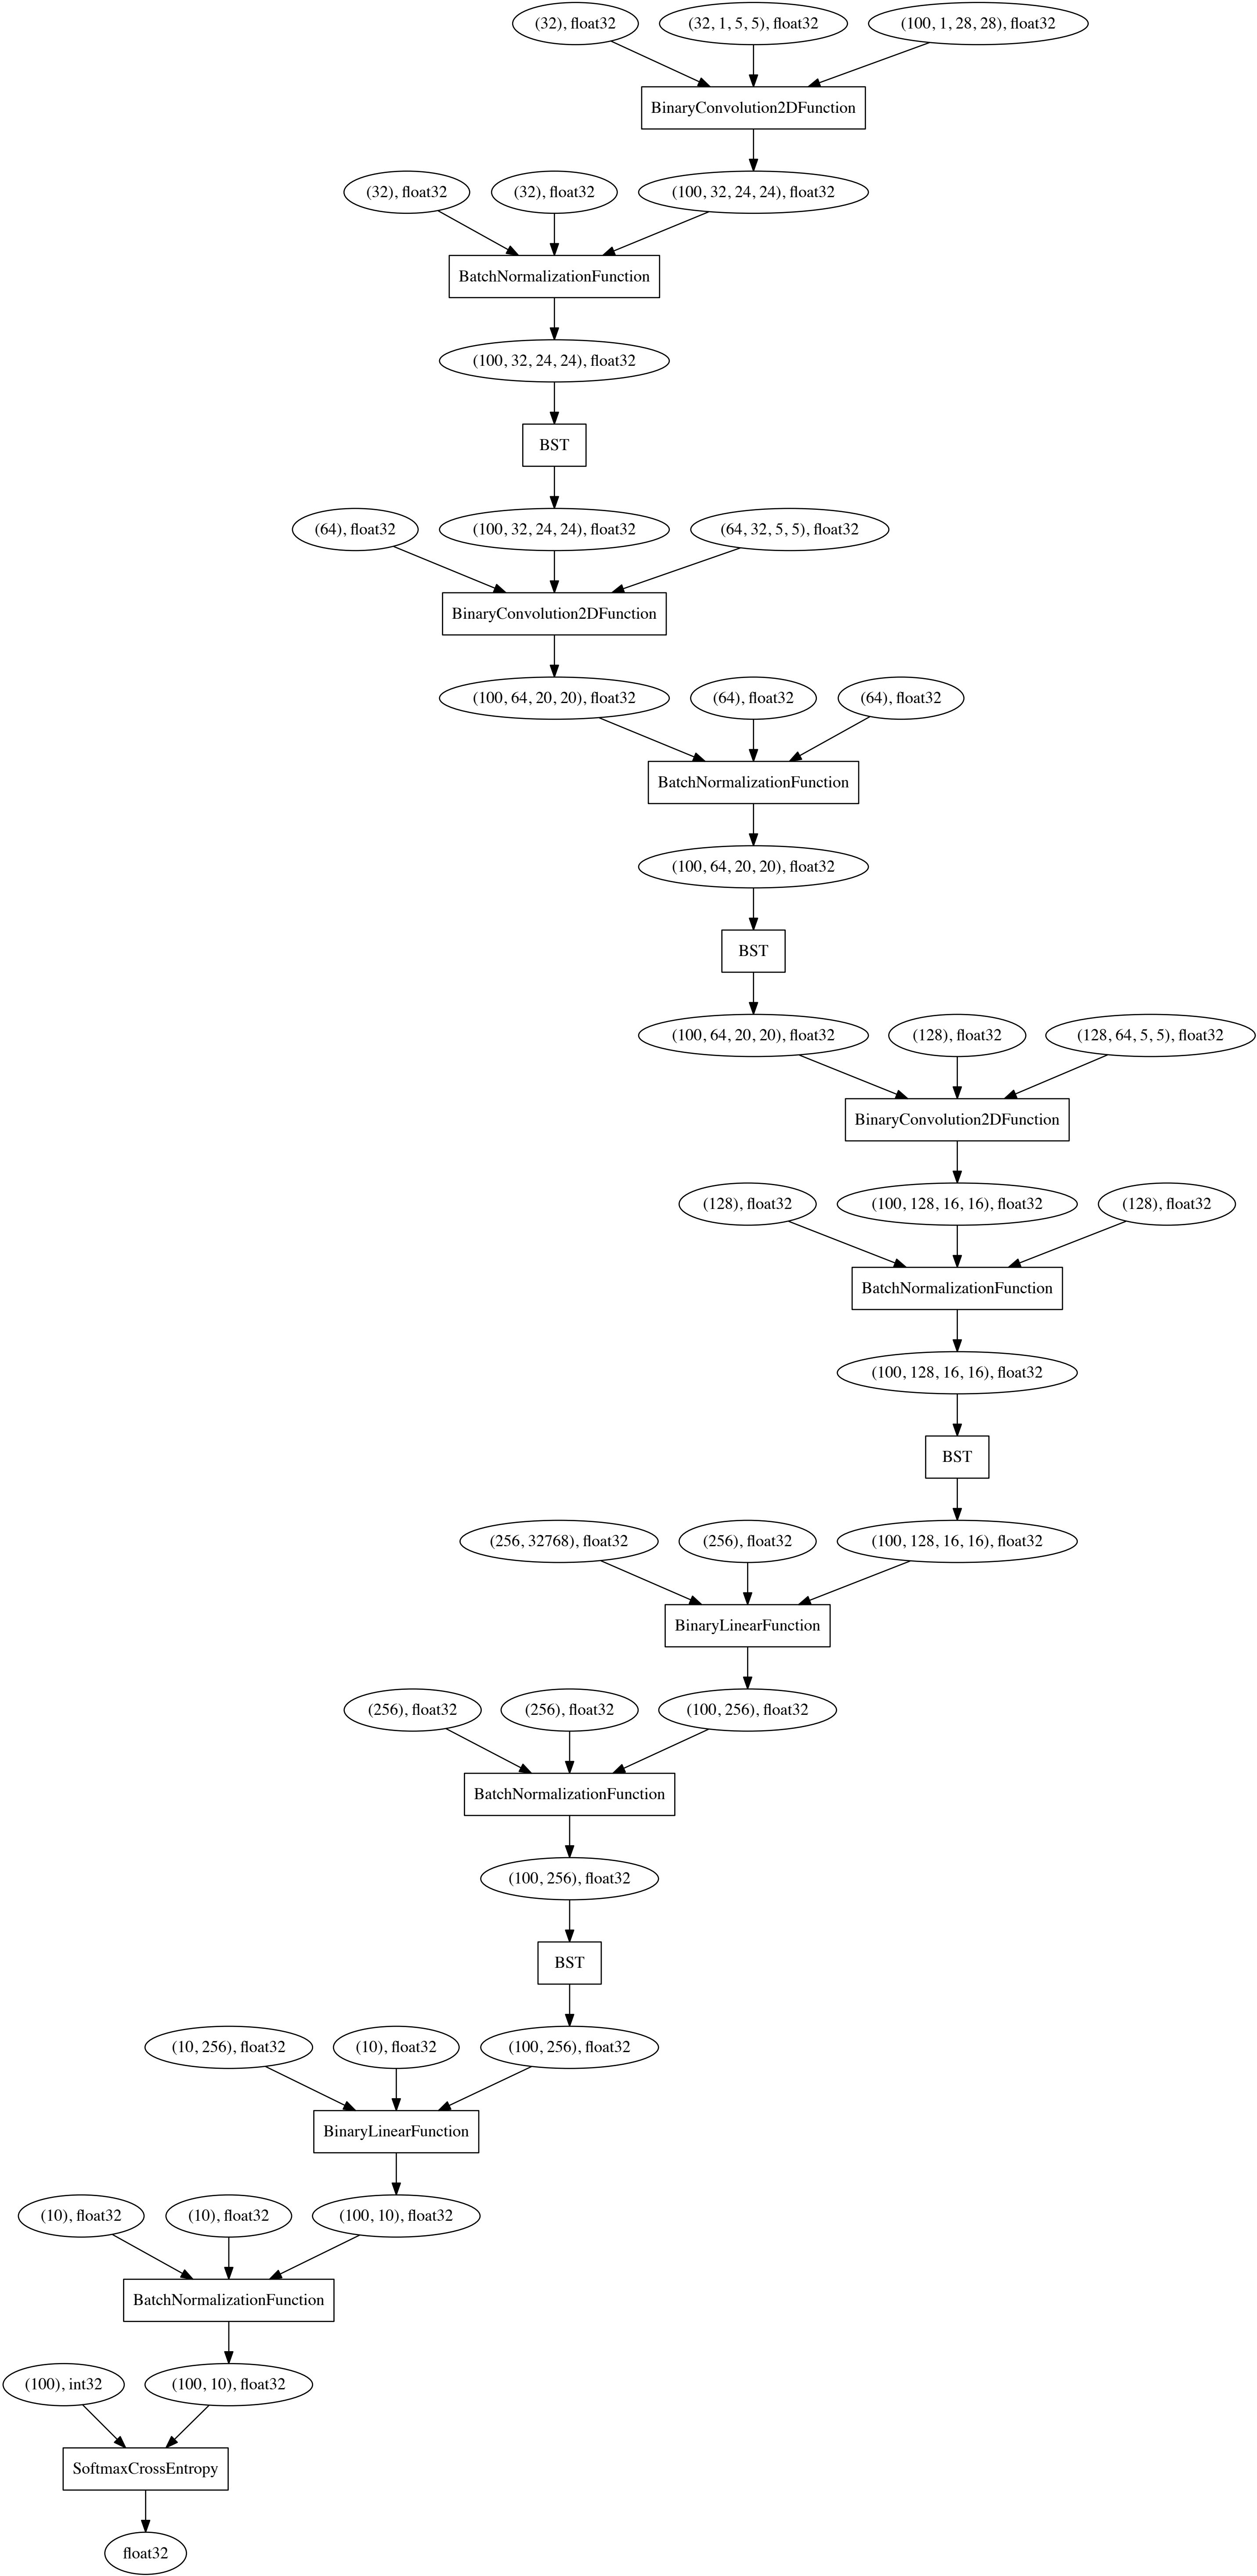 (32), float32
(32, 1, 5, 5), float32
(100, 1, 28, 28), float32
BinaryConvolution2DFunction
(32), float32
(32), float32
(100, 32, 24, 24), float32
BatchNormalizationFunction
(100, 32, 24, 24), float32
BST
(64), float32
(100, 32, 24, 24), float32
(64, 32, 5, 5), float32
BinaryConvolution2DFunction
(100, 64, 20, 20), float32
(64), float32
(64), float32
BatchNormalizationFunction
(100, 64, 20, 20), float32
BST
(100, 64, 20, 20), float32
(128), float32
(128, 64, 5, 5), float32
BinaryConvolution2DFunction
(128), float32
(100, 128, 16, 16), float32
(128), float32
BatchNormalizationFunction
(100, 128, 16, 16), float32
BST
(256, 32768), float32
(256), float32
(100, 128, 16, 16), float32
BinaryLinearFunction
(256), float32
(256), float32
(100, 256), float32
BatchNormalizationFunction
(100, 256), float32
BST
(10, 256), float32
(10), float32
(100, 256), float32
BinaryLinearFunction
(10), float32
(10), float32
(100, 10), float32
BatchNormalizationFunction
(100), int32
(100, 10), float32
SoftmaxCrossEntropy
float32